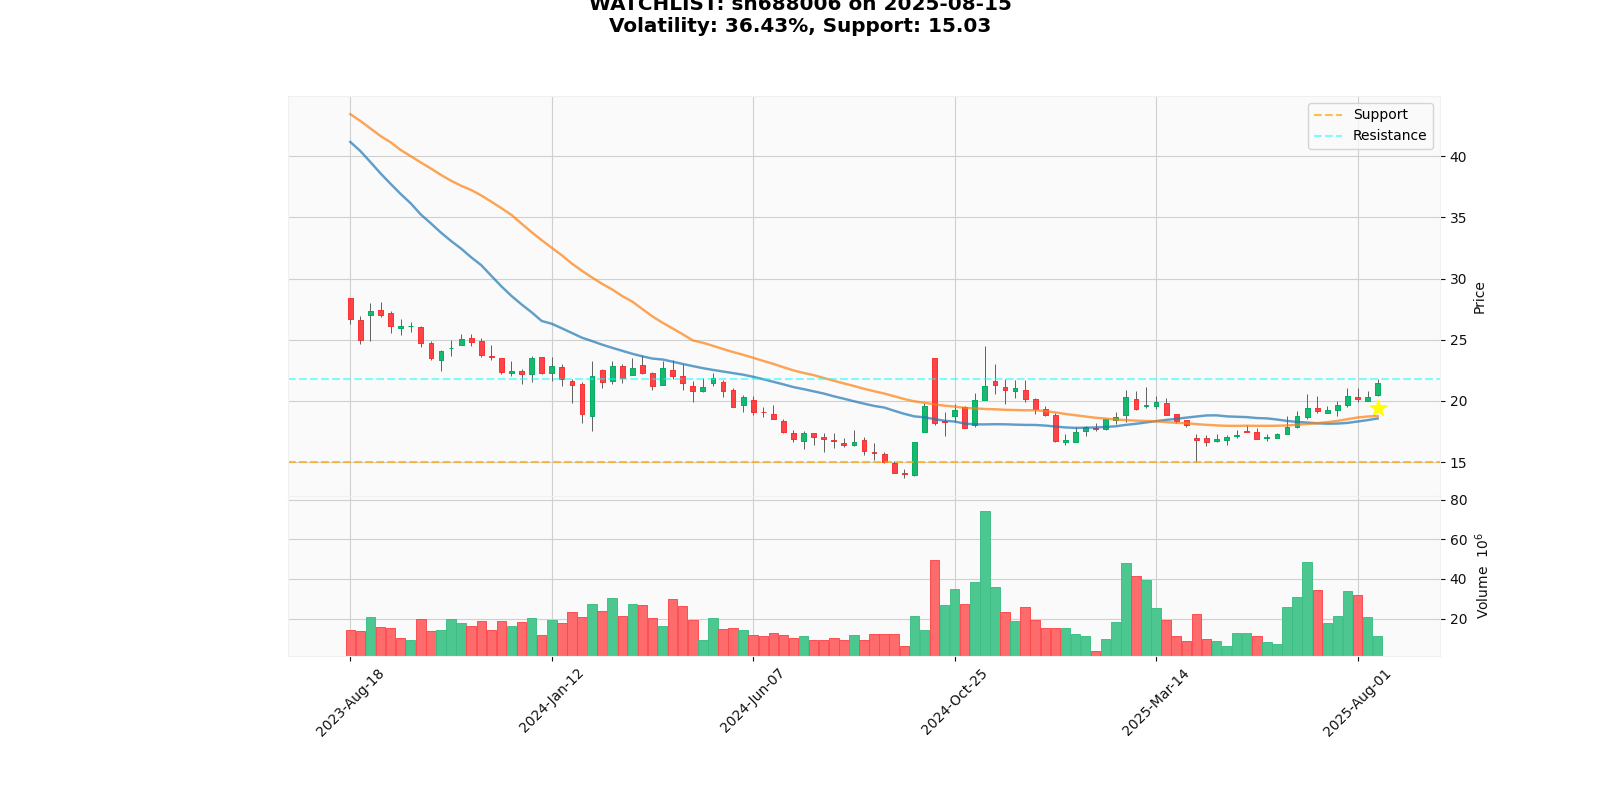 WATCHLIST: sh688006 on 2025-08-15
Volatility: 36.43%, Support: 15.03
Support
Resistance
40
35
30
25
20
15
Price
80
60
40
20
Volume 10^6
2023-Aug-18
2024-Jan-12
2024-Jun-07
2024-Oct-25
2025-Mar-14
2025-Aug-01